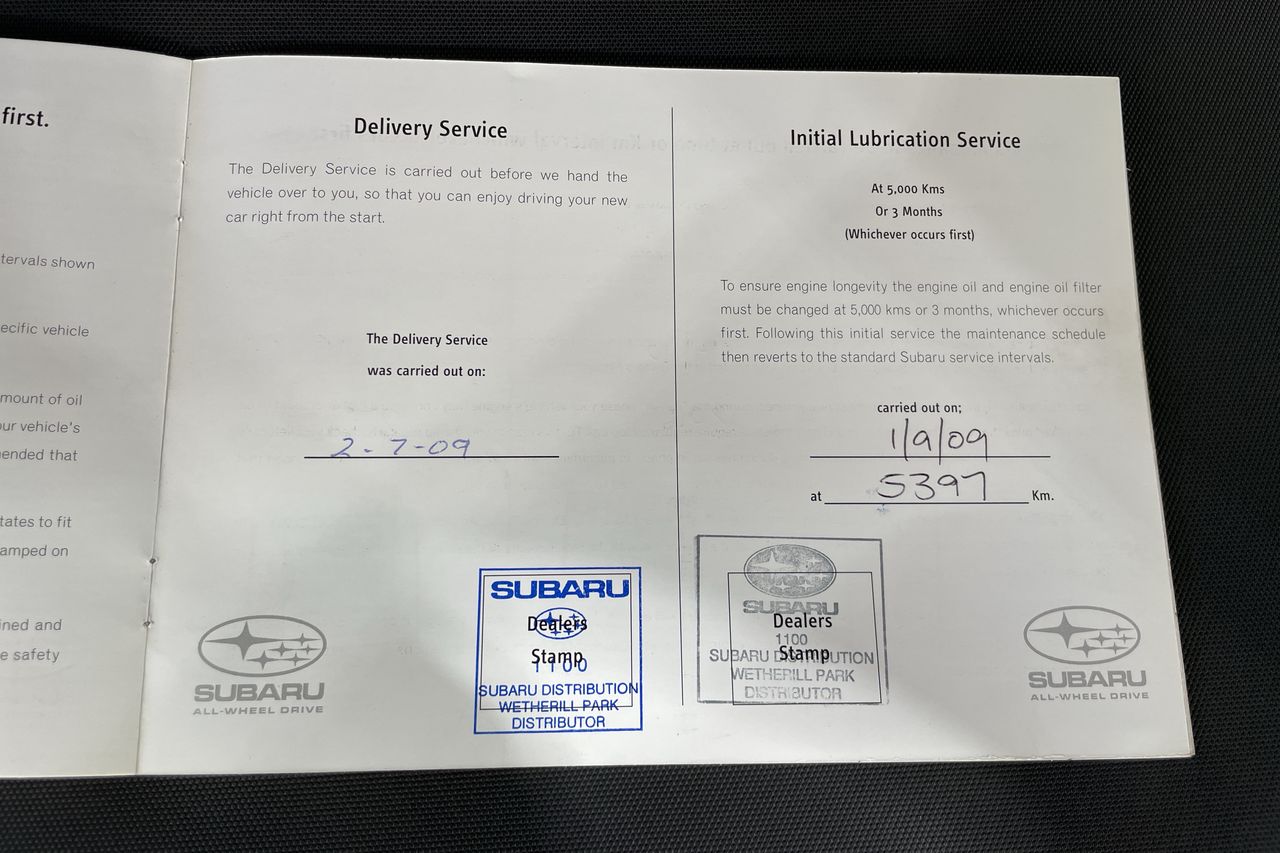 first.
tervals shown
ecific vehicle
mount of oil
our vehicle's
ended that
tates to fit
amped on
ined and
e safety
Delivery Service
The Delivery Service is carried out before we hand the
vehicle over to you, so that you can enjoy driving your new
car right from the start.
The Delivery Service
was carried out on:
2-7-09
SUBARU
ALL-WHEEL DRIVE
SUBARU
Dealers
Stamp
1100
SUBARU DISTRIBUTION
WETHERILL PARK
DISTRIBUTOR
Initial Lubrication Service
At 5,000 Kms
Or 3 Months
(Whichever occurs first)
To ensure engine longevity the engine oil and engine oil filter
must be changed at 5,000 kms or 3 months, whichever occurs
first. Following this initial service the maintenance schedule
then reverts to the standard Subaru service intervals.
carried out on;
1/9/09
at 5397 Km.
SUBARU
Dealers
1100
Stamp
SUBARU DISTRIBUTION
WETHERILL PARK
DISTRIBUTOR
SUBARU
ALL-WHEEL DRIVE